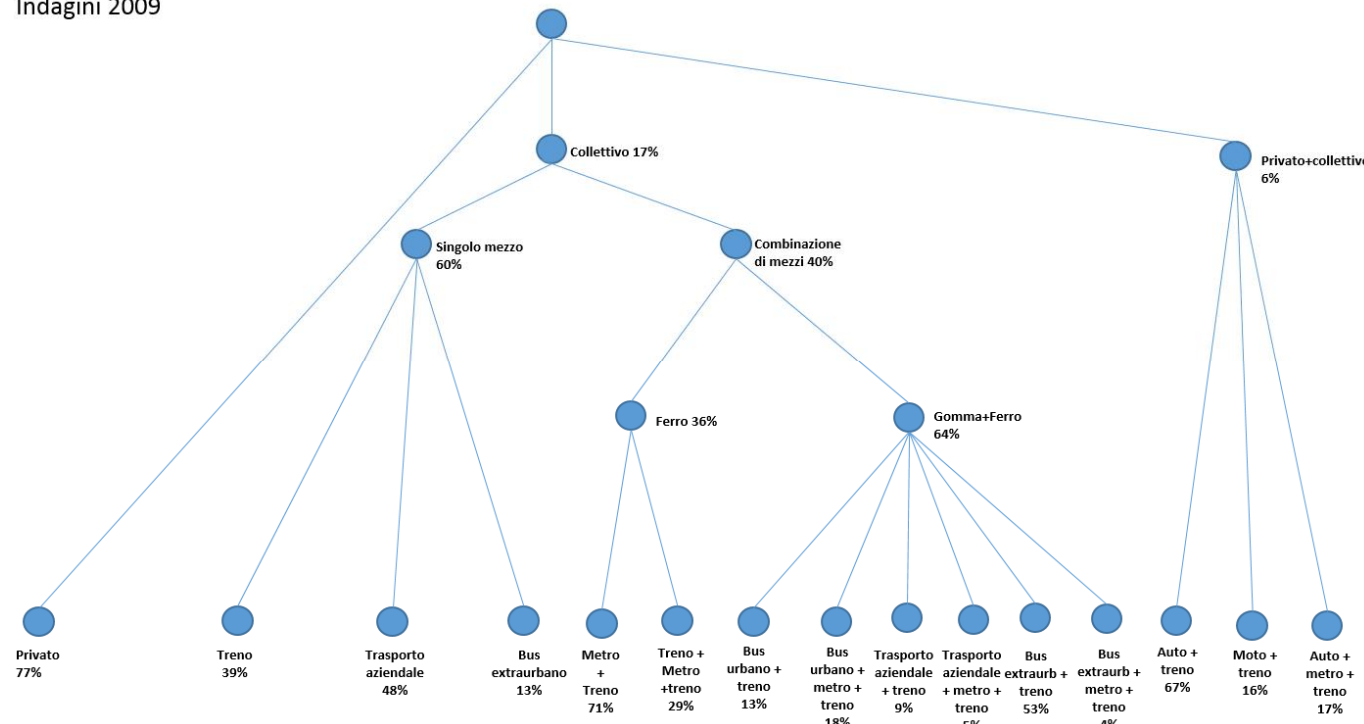 Indagini 2009
Collettivo 17%
Privato+collettivo
6%
Singolo mezzo
60%
Combinazione
di mezzi 40%
Ferro 36%
Gomma+Ferro
64%
Privato
77%
Treno
39%
Trasporto
aziendale
48%
Bus
extraurbano
13%
Metro
+
Treno
71%
Treno +
Metro
+treno
29%
Bus
urbano +
treno
13%
Bus
urbano +
metro +
treno
18%
Trasporto
aziendale
+ treno
9%
Trasporto
aziendale
+ metro +
treno
5%
Bus
extraurb +
treno
53%
Bus
extraurb +
metro +
treno
4%
Auto +
treno
67%
Moto +
treno
16%
Auto +
metro +
treno
17%